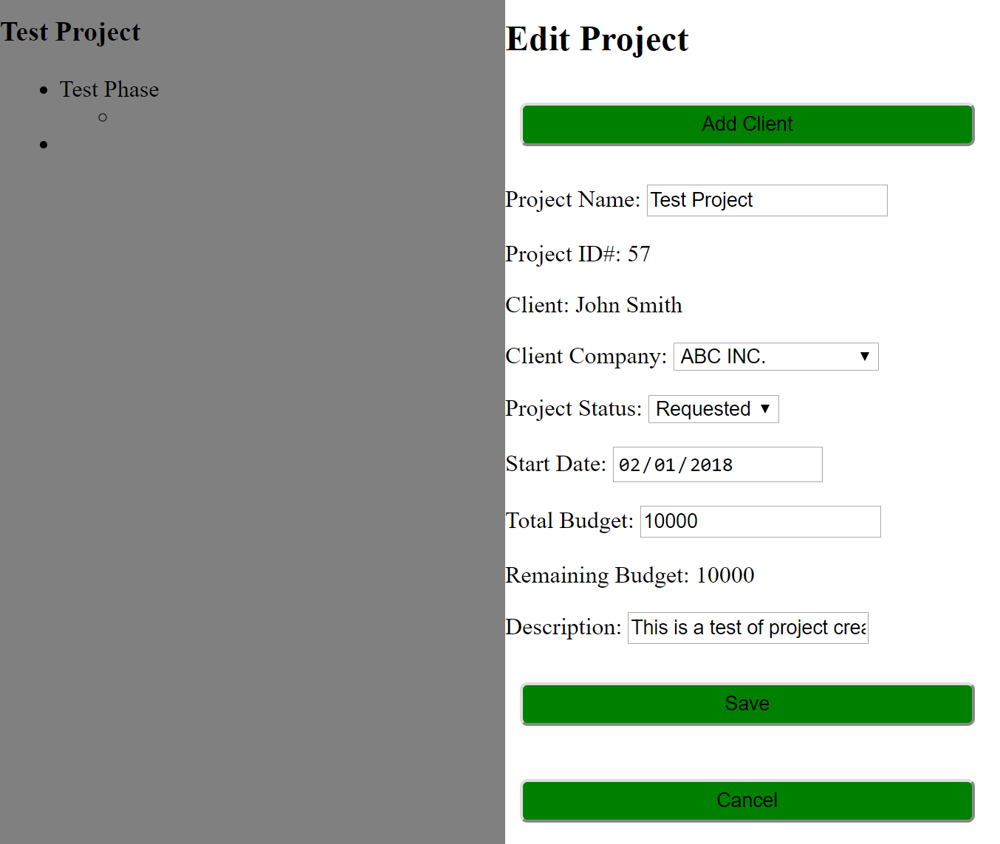 Test Project
Test Phase
Edit Project
Add Client
Project Name: Test Project
Project ID#: 57
Client: John Smith
Client Company: ABC INC.
Project Status: Requested
Start Date: 02/01/2018
Total Budget: 10000
Remaining Budget: 10000
Description: This is a test of project crea
Save
Cancel